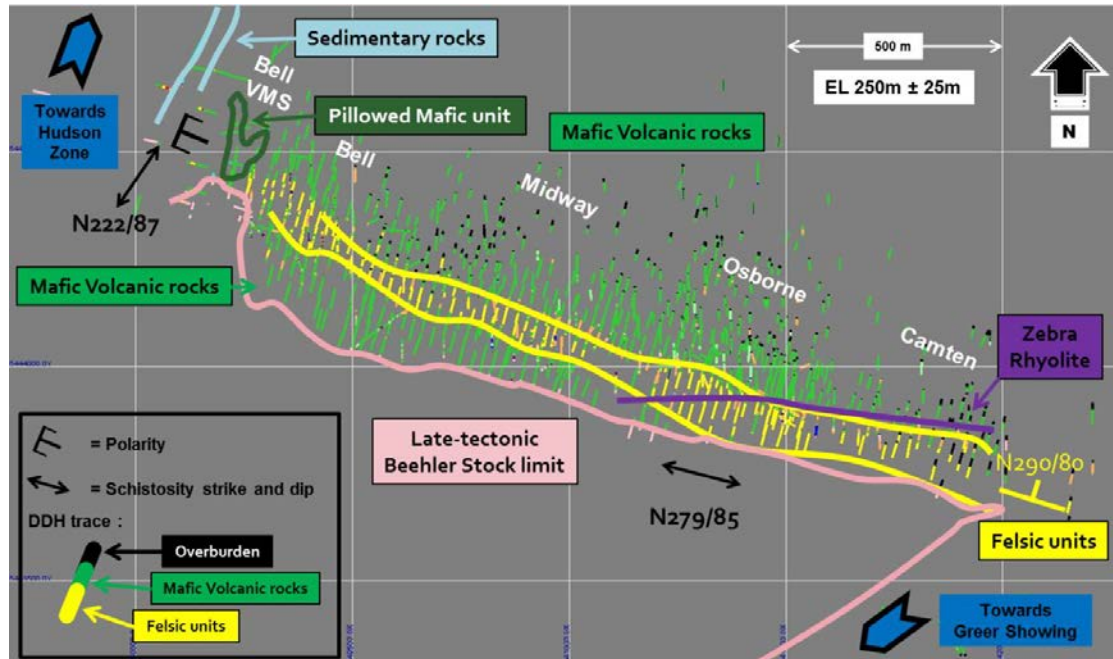 Sedimentary rocks
500 m
EL 250m ± 25m
N
Towards
Hudson
Zone
Bell
VMS
Pillowed Mafic unit
Mafic Volcanic rocks
Bell
Midway
N222/87
Osborne
Mafic Volcanic rocks
Camten
Zebra
Rhyolite
Late-tectonic
Beehler Stock limit
N290/80
N279/85
Felsic units
= Polarity
= Schistosity strike and dip
DDH trace :
Overburden
Mafic Volcanic rocks
Felsic units
Towards
Greer Showing